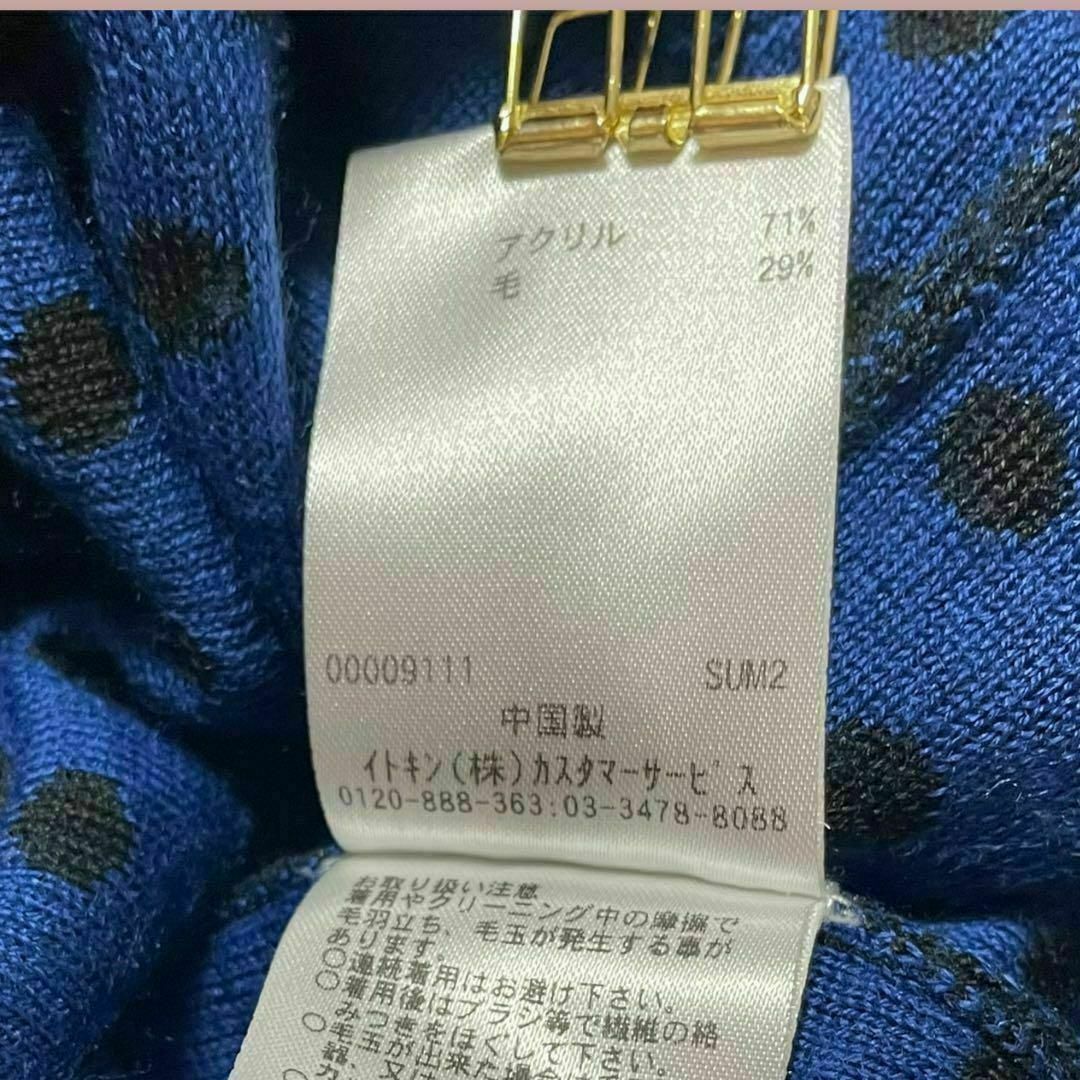 アクリル 71%
毛 29%
00009111 SUM2
中国製
イトキン(株)カスタマーサービス
0120-888-363:03-3478-8088
お取り扱い注意
着用やクリーニング中の摩擦で
毛羽立ち、毛玉が発生する事が
あります。
○連続着用はお避け下さい。
○着用後はブラシ等で繊維の絡
みつきをほぐして下さい。
○毛玉が出来た